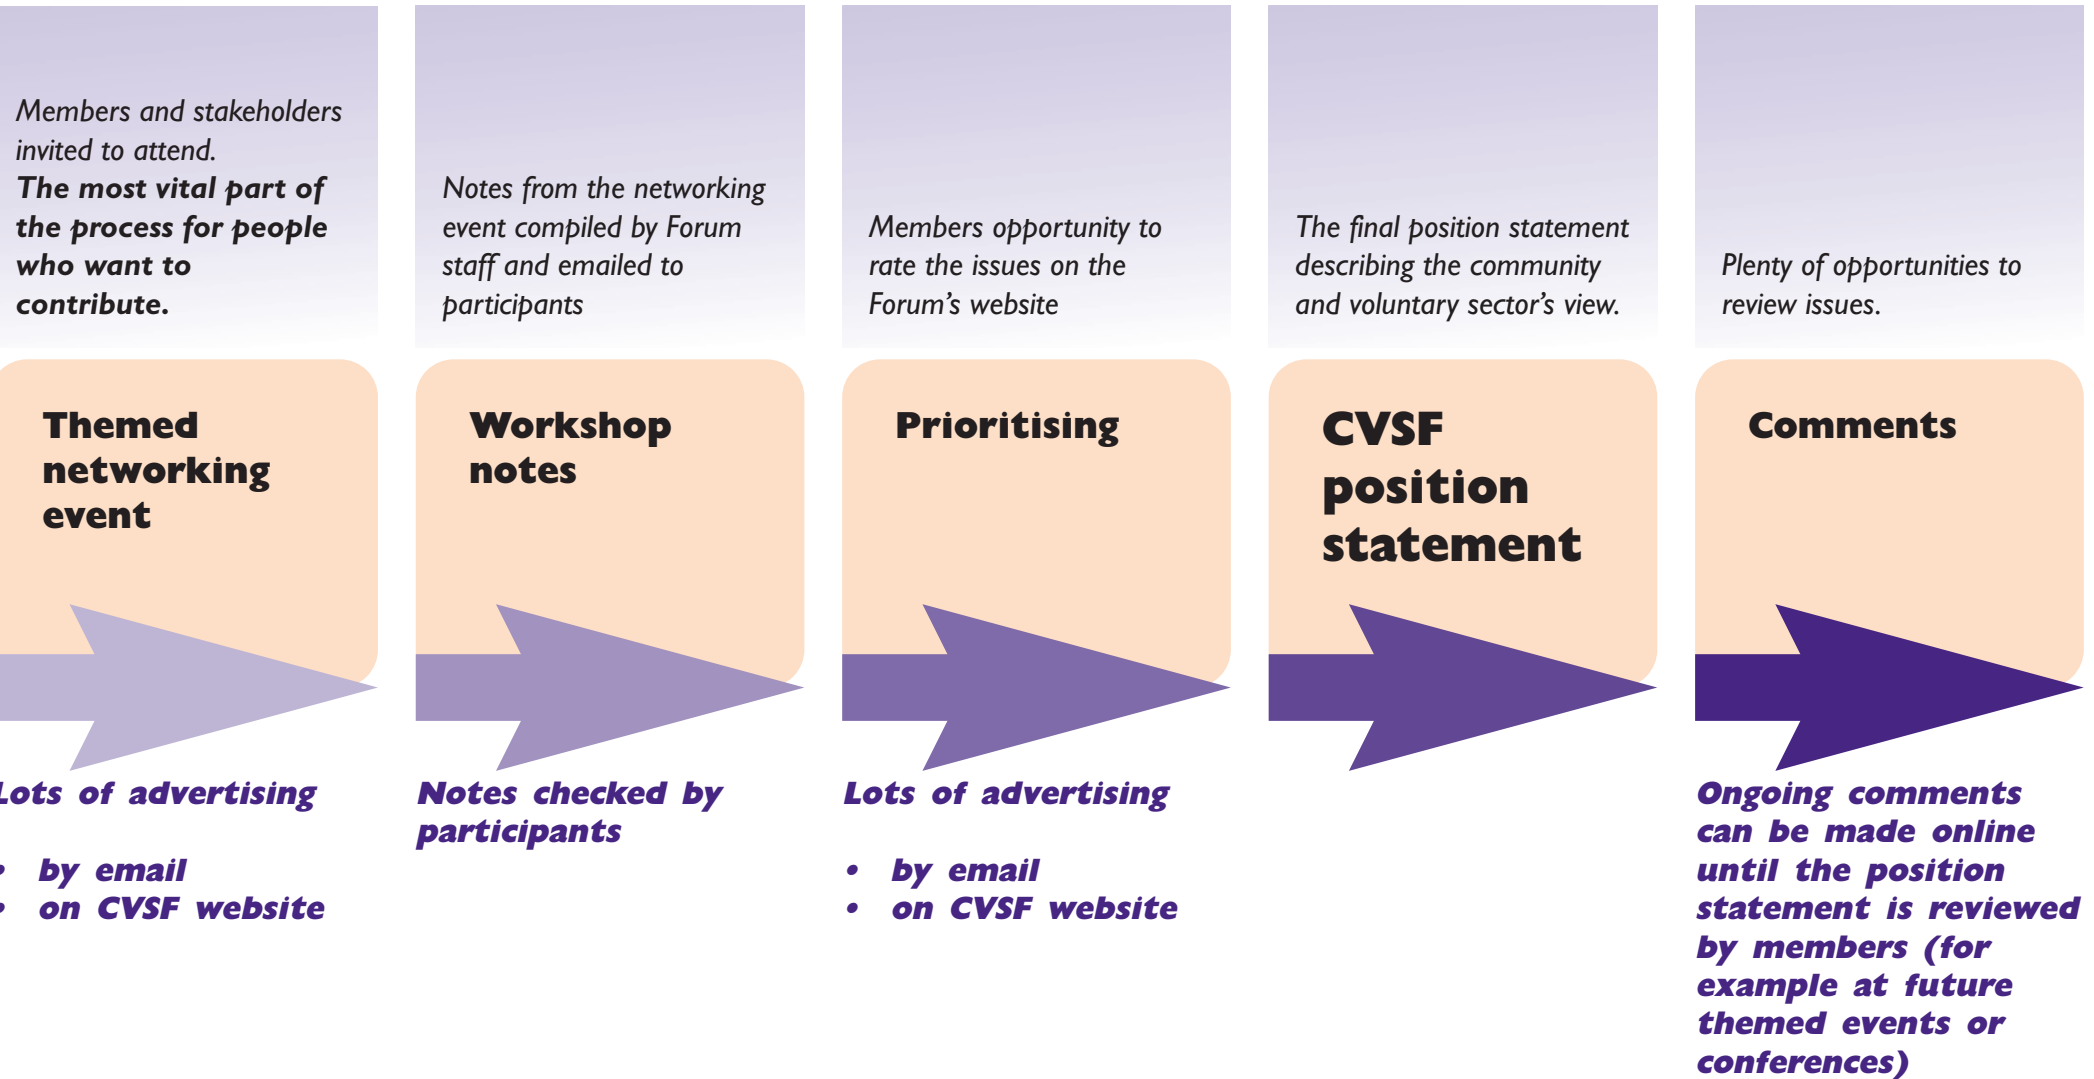 Members and stakeholders
invited to attend.
The most vital part of
the process for people
who want to
contribute.
Themed
networking
event
Lots of advertising
• by email
• on CVSF website
Notes from the networking
event compiled by Forum
staff and emailed to
participants
Workshop
notes
Notes checked by
participants
Members opportunity to
rate the issues on the
Forum's website
Prioritising
Lots of advertising
• by email
• on CVSF website
The final position statement
describing the community
and voluntary sector's view.
CVSF
position
statement
Plenty of opportunities to
review issues.
Comments
Ongoing comments
can be made online
until the position
statement is reviewed
by members (for
example at future
themed events or
conferences)